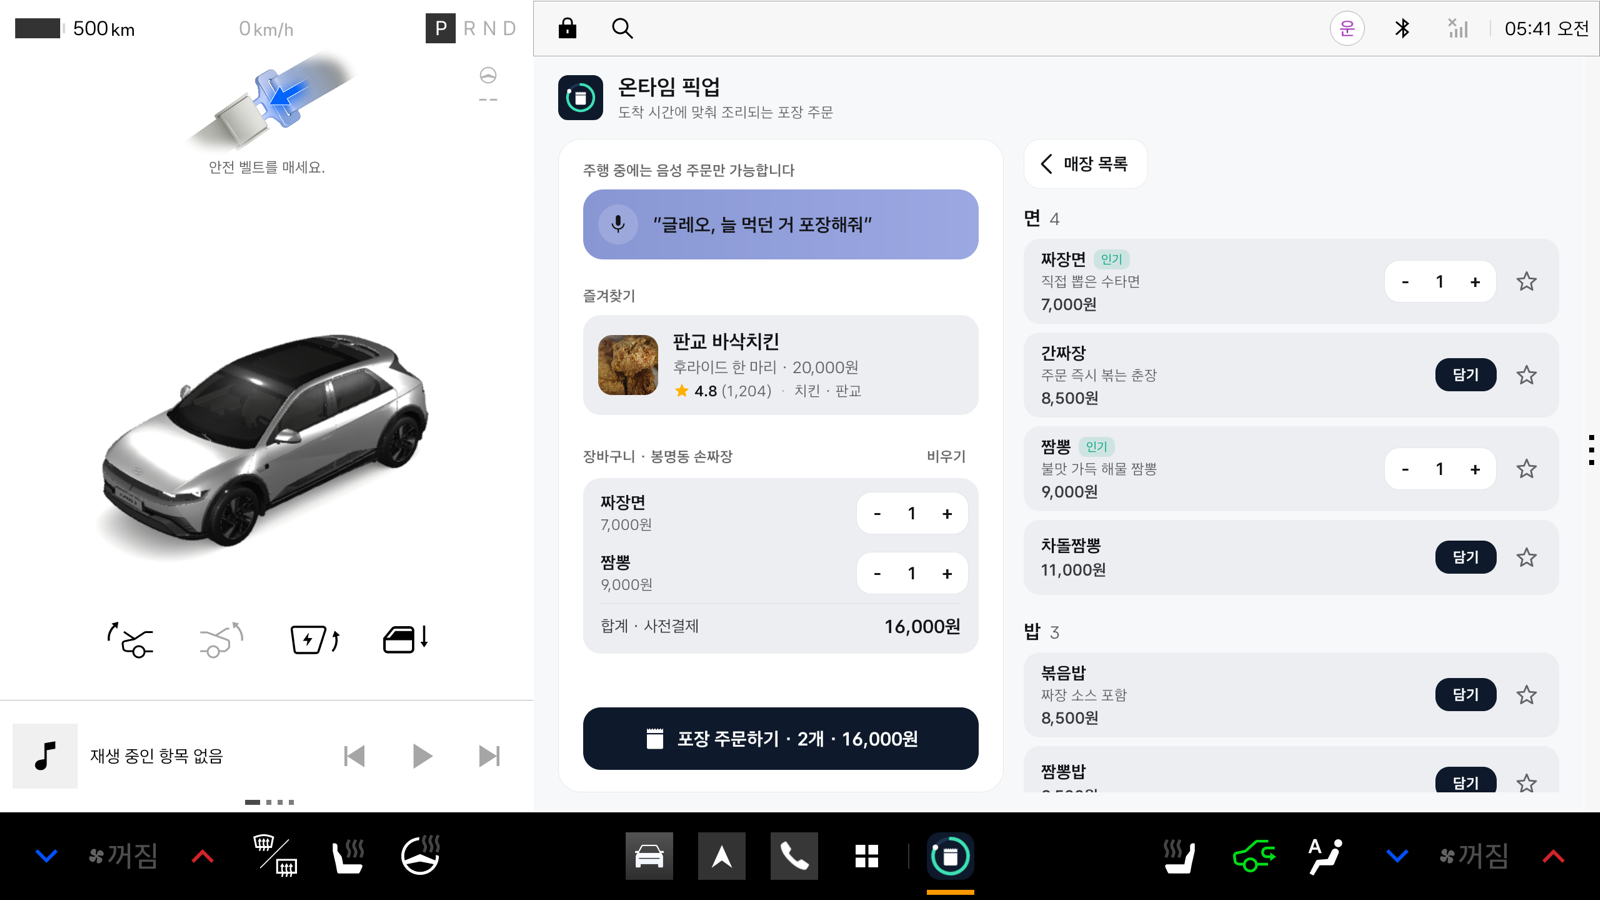 500 km
0 km/h
P R N D
--
안전 벨트를 매세요.
재생 중인 항목 없음
운
05:41 오전
온타임 픽업
도착 시간에 맞춰 조리되는 포장 주문
주행 중에는 음성 주문만 가능합니다
"글레오, 늘 먹던 거 포장해줘"
즐겨찾기
판교 바삭치킨
후라이드 한 마리 · 20,000원
4.8 (1,204) · 치킨 · 판교
장바구니 · 봉명동 손짜장
비우기
짜장면
7,000원
- 1 +
짬뽕
9,000원
- 1 +
합계 · 사전결제
16,000원
포장 주문하기 · 2개 · 16,000원
매장 목록
면 4
짜장면 인기
직접 뽑은 수타면
7,000원
- 1 +
간짜장
주문 즉시 볶는 춘장
8,500원
담기
짬뽕 인기
불맛 가득 해물 짬뽕
9,000원
- 1 +
차돌짬뽕
11,000원
담기
밥 3
볶음밥
짜장 소스 포함
8,500원
담기
짬뽕밥
담기
꺼짐
A
꺼짐